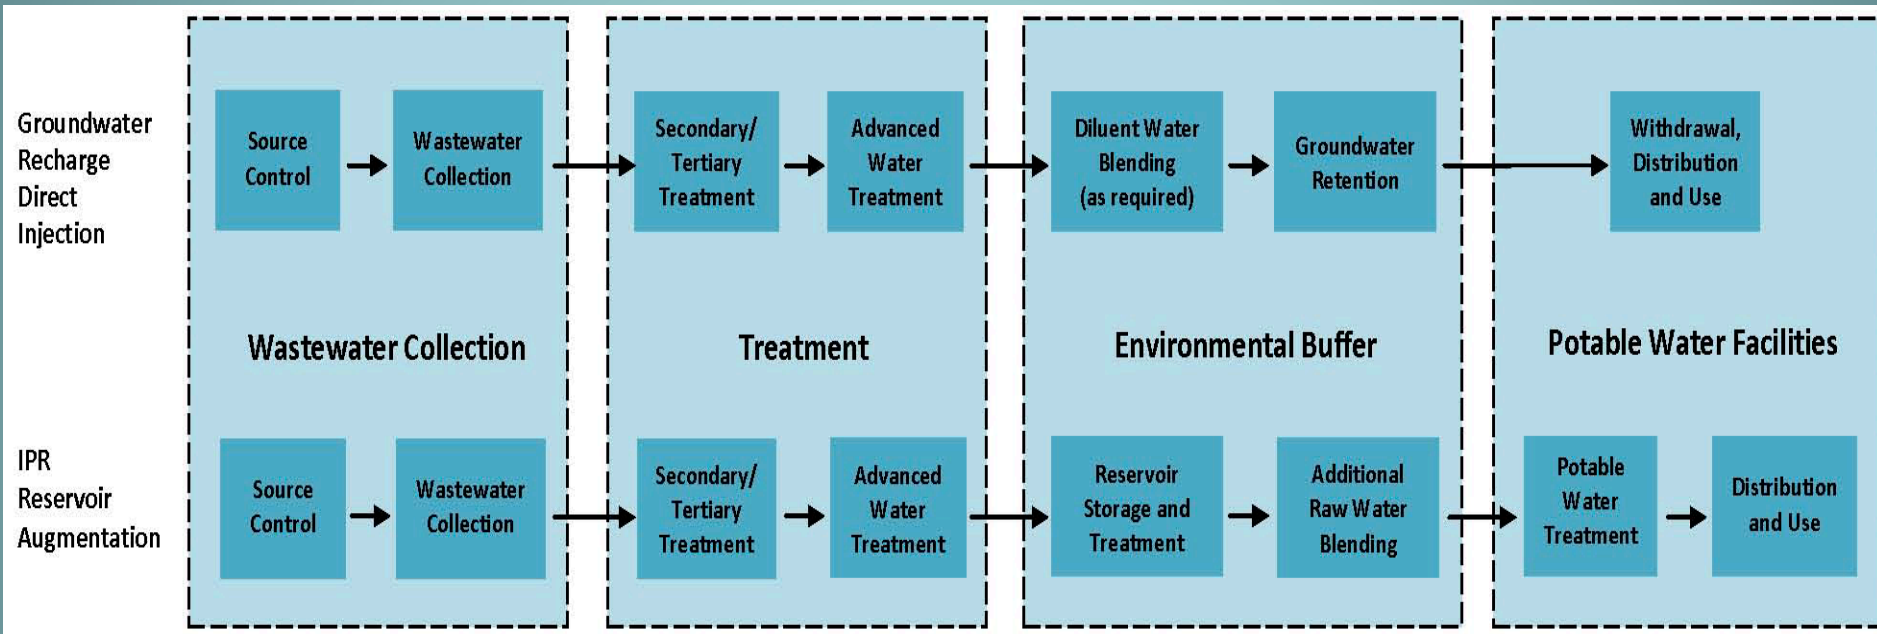 Groundwater
Recharge
Direct
Injection
Source
Control
Wastewater
Collection
Secondary/
Tertiary
Treatment
Advanced
Water
Treatment
Diluent Water
Blending
(as required)
Groundwater
Retention
Withdrawal,
Distribution
and Use
Wastewater Collection
Treatment
Environmental Buffer
Potable Water Facilities
IPR
Reservoir
Augmentation
Source
Control
Wastewater
Collection
Secondary/
Tertiary
Treatment
Advanced
Water
Treatment
Reservoir
Storage and
Treatment
Additional
Raw Water
Blending
Potable
Water
Treatment
Distribution
and Use